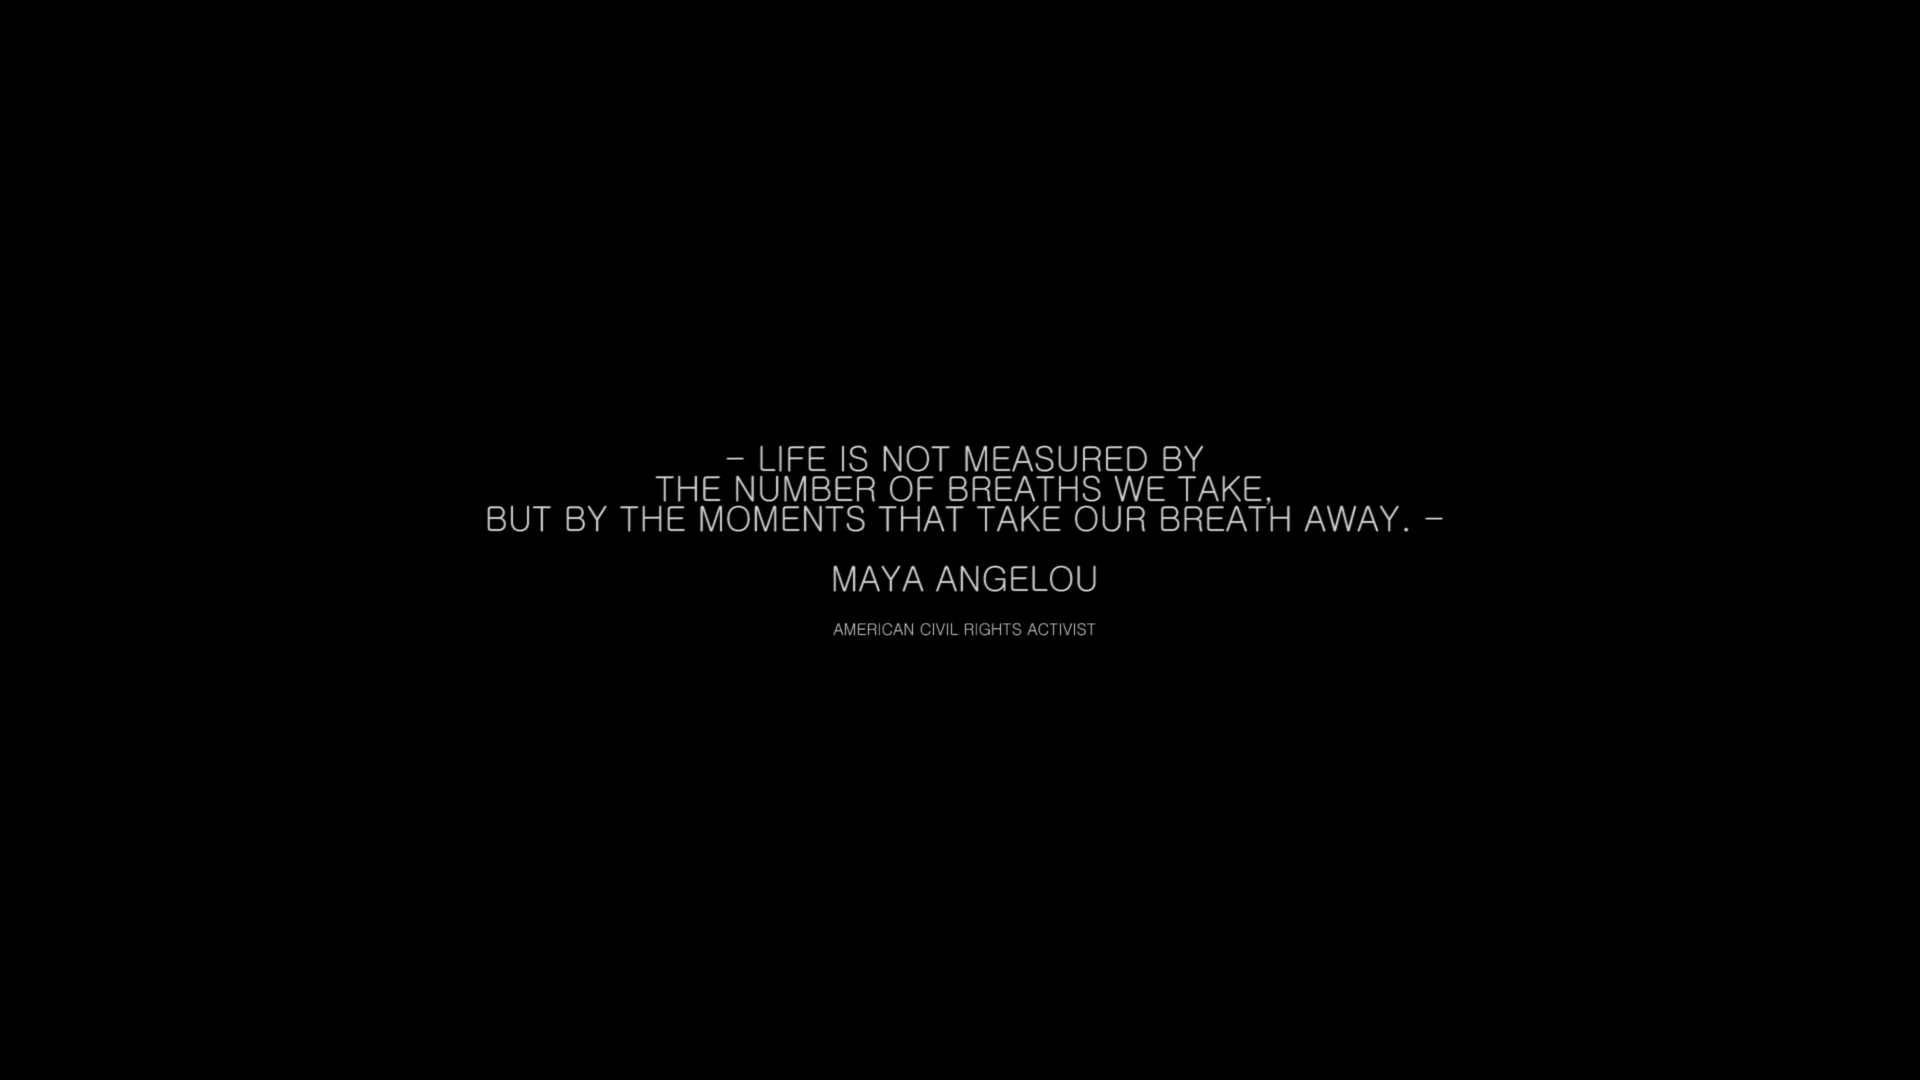 – LIFE IS NOT MEASURED BY
THE NUMBER OF BREATHS WE TAKE,
BUT BY THE MOMENTS THAT TAKE OUR BREATH AWAY. –
MAYA ANGELOU
AMERICAN CIVIL RIGHTS ACTIVIST